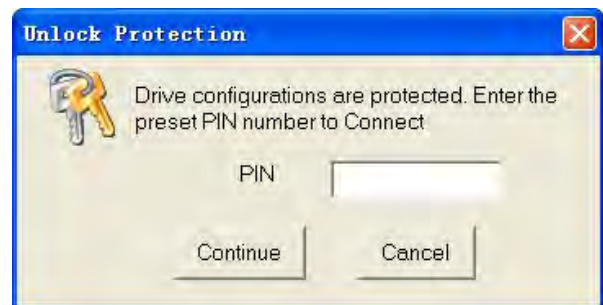 Unlock Protection
Drive configurations are protected. Enter the
preset PIN number to Connect
PIN
Continue Cancel